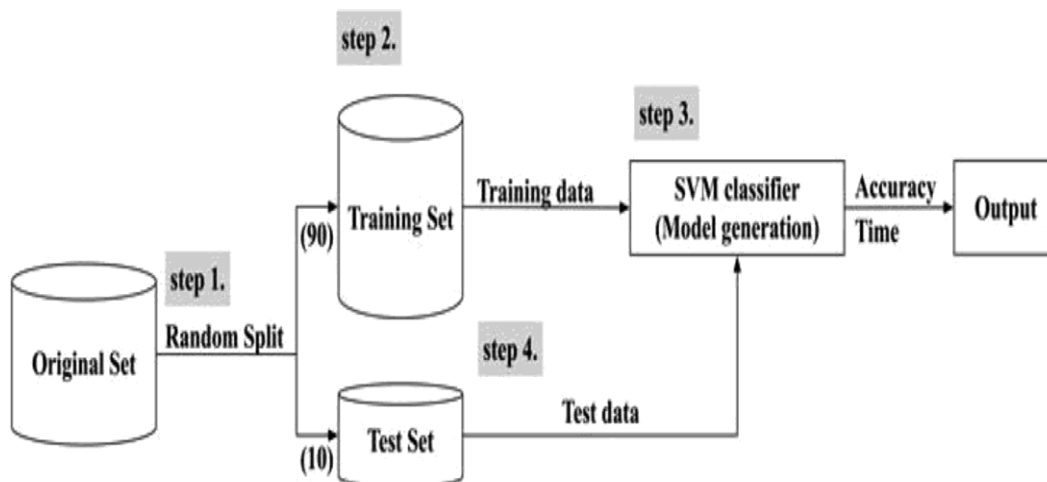 step 1.
Original Set
Random Split
step 2.
(90)
Training Set
(10)
Test Set
Training data
step 3.
SVM classifier
(Model generation)
step 4.
Test data
Accuracy
Time
Output